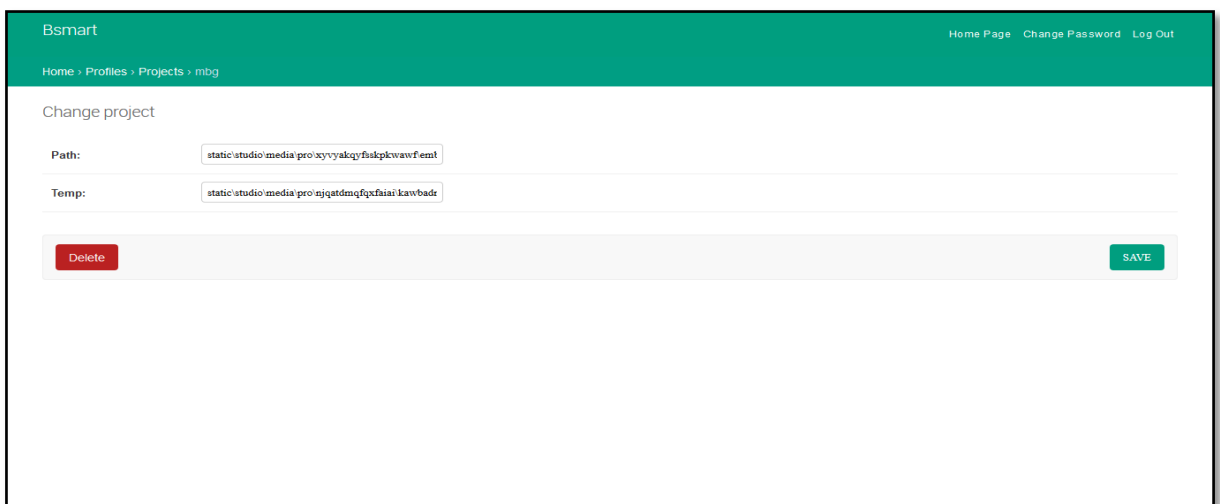 Bsmart
Home Page Change Password Log Out
Home › Profiles › Projects › mbg
Change project
Path: static\studio\media\pro\xyvyakqyfsskpkwawf\emb
Temp: static\studio\media\pro\njqatdmqfqxfaiai\kawbadr
Delete SAVE